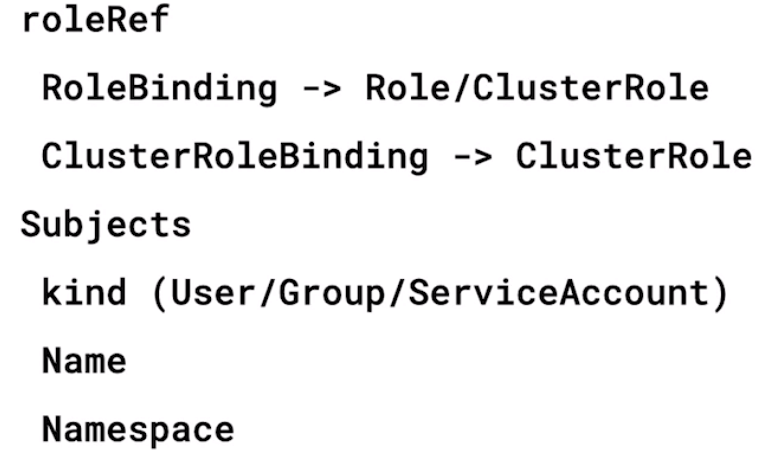 roleRef
RoleBinding -> Role/ClusterRole
ClusterRoleBinding -> ClusterRole
Subjects
kind (User/Group/ServiceAccount)
Name
Namespace